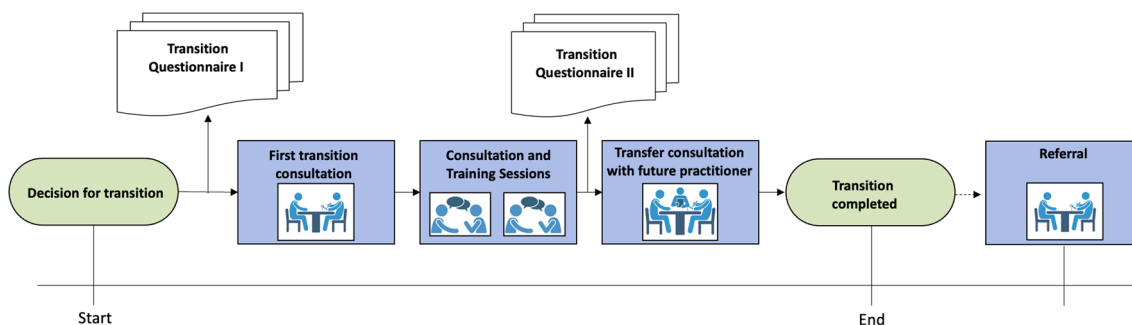 Transition
Questionnaire I
Transition
Questionnaire II
Decision for transition
First transition
consultation
Consultation and
Training Sessions
Transfer consultation
with future practitioner
Transition
completed
Referral
Start
End